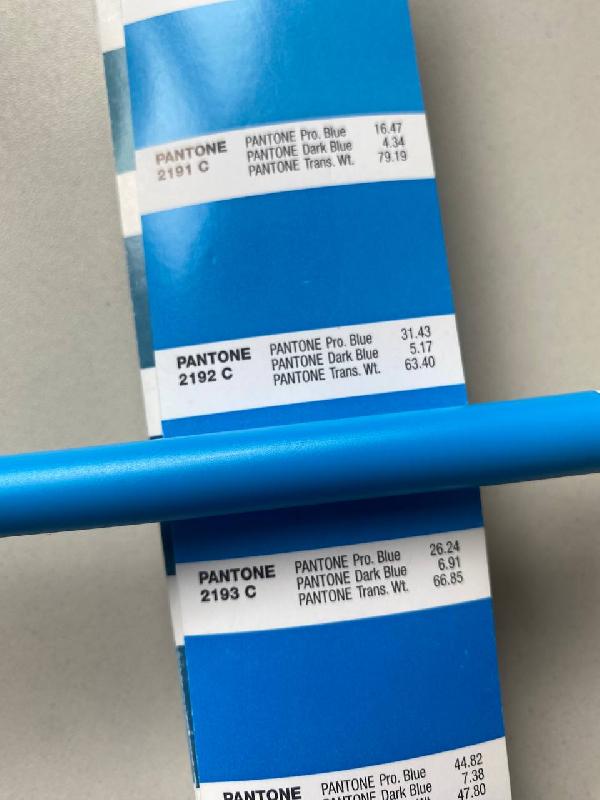 PANTONE
2191 C
PANTONE Pro. Blue 16.47
PANTONE Dark Blue 4.34
PANTONE Trans. Wt. 79.19
PANTONE
2192 C
PANTONE Pro. Blue 31.43
PANTONE Dark Blue 5.17
PANTONE Trans. Wt. 63.40
PANTONE
2193 C
PANTONE Pro. Blue 26.24
PANTONE Dark Blue 6.91
PANTONE Trans. Wt. 66.85
PANTONE
PANTONE Pro. Blue 44.82
PANTONE Dark Blue 7.38
47.80